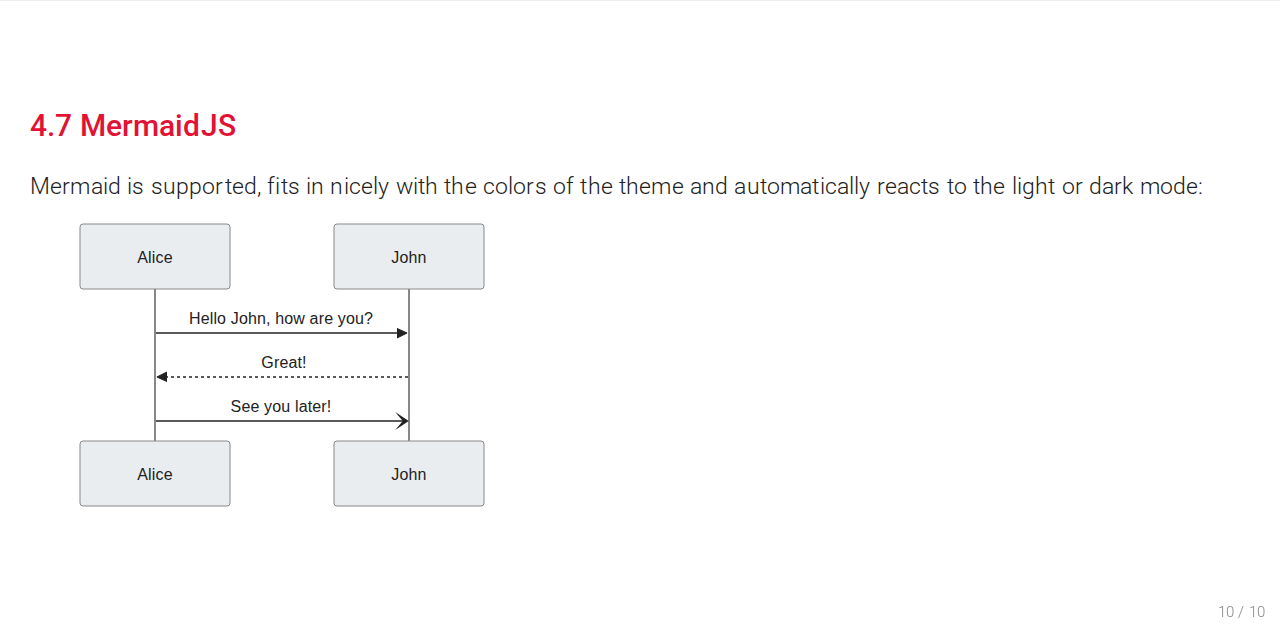 4.7 MermaidJS
Mermaid is supported, fits in nicely with the colors of the theme and automatically reacts to the light or dark mode:
Alice
John
Hello John, how are you?
Great!
See you later!
Alice
John
10 / 10